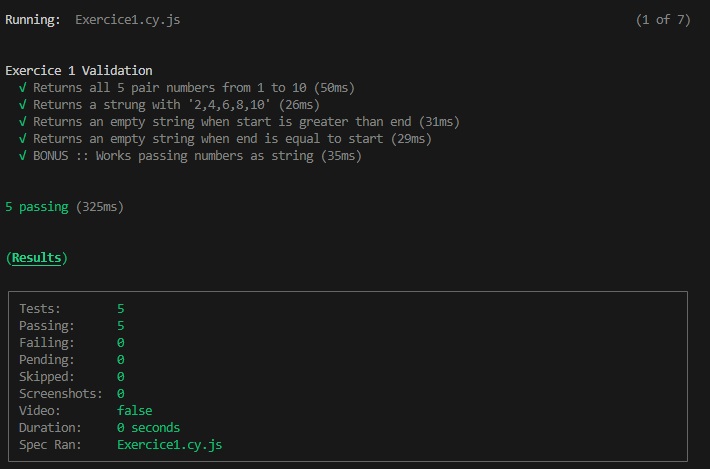 Running: Exercice1.cy.js (1 of 7)
Exercice 1 Validation
√ Returns all 5 pair numbers from 1 to 10 (50ms)
√ Returns a strung with '2,4,6,8,10' (26ms)
√ Returns an empty string when start is greater than end (31ms)
√ Returns an empty string when end is equal to start (29ms)
√ BONUS :: Works passing numbers as string (35ms)
5 passing (325ms)
(Results)
Tests: 5
Passing: 5
Failing: 0
Pending: 0
Skipped: 0
Screenshots: 0
Video: false
Duration: 0 seconds
Spec Ran: Exercice1.cy.js